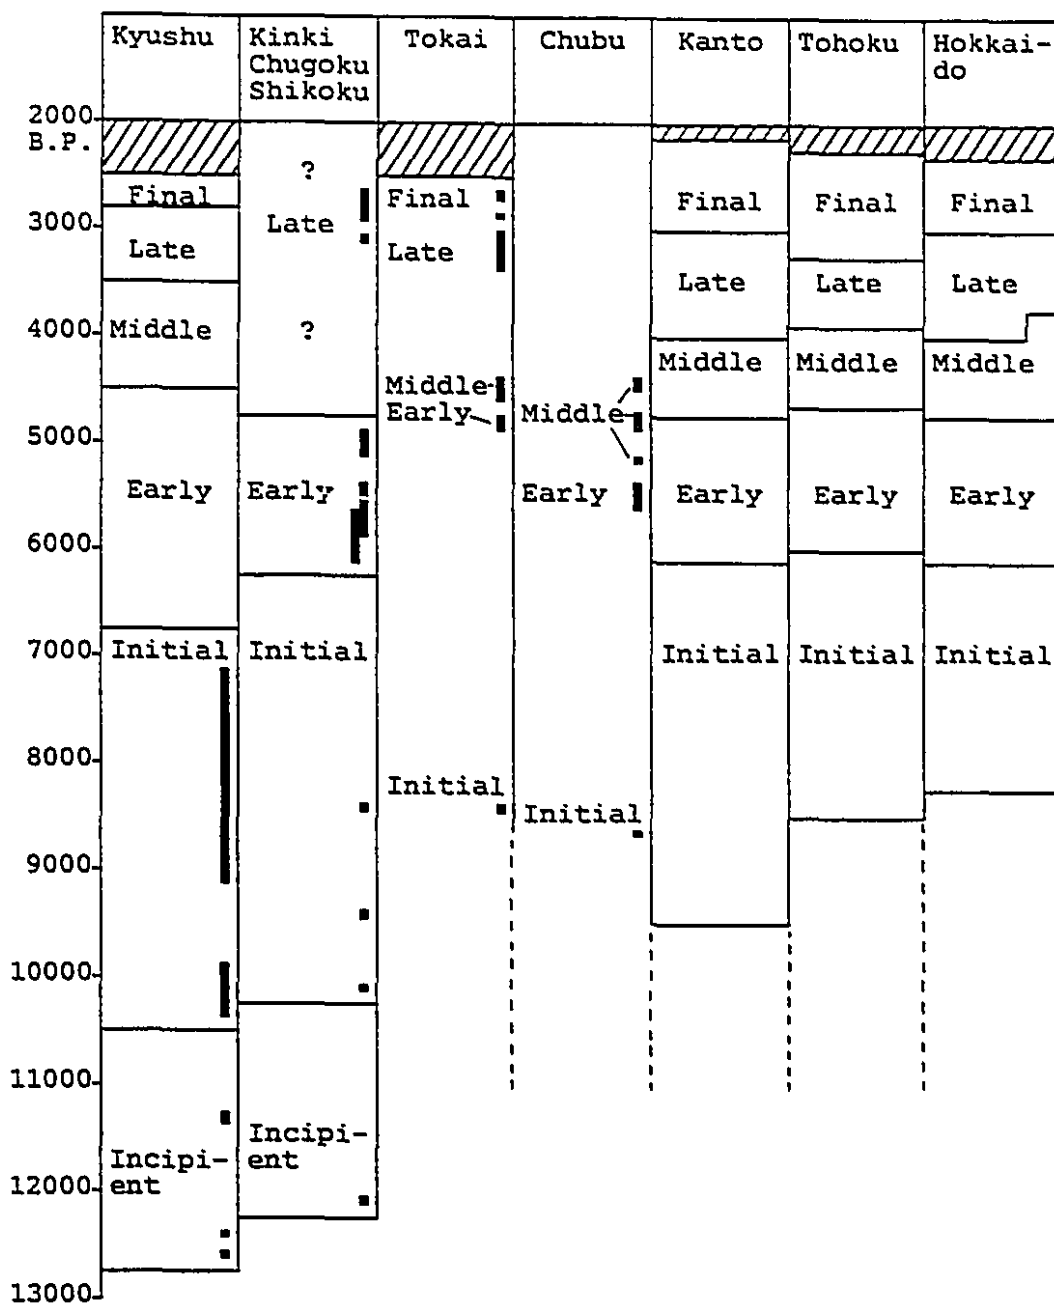 Kyushu
Kinki
Chugoku
Shikoku
Tokai
Chubu
Kanto
Tohoku
Hokkai-
do
2000
B.P.
3000
4000
5000
6000
7000
8000
9000
10000
11000
12000
13000
Final
Late
Middle
Early
Initial
Incipi-
ent
?
Late
?
Early
Initial
Incipi-
ent
Final
Late
Middle
Early
Initial
Middle
Early
Initial
Final
Late
Middle
Early
Initial
Final
Late
Middle
Early
Initial
Final
Late
Middle
Early
Initial